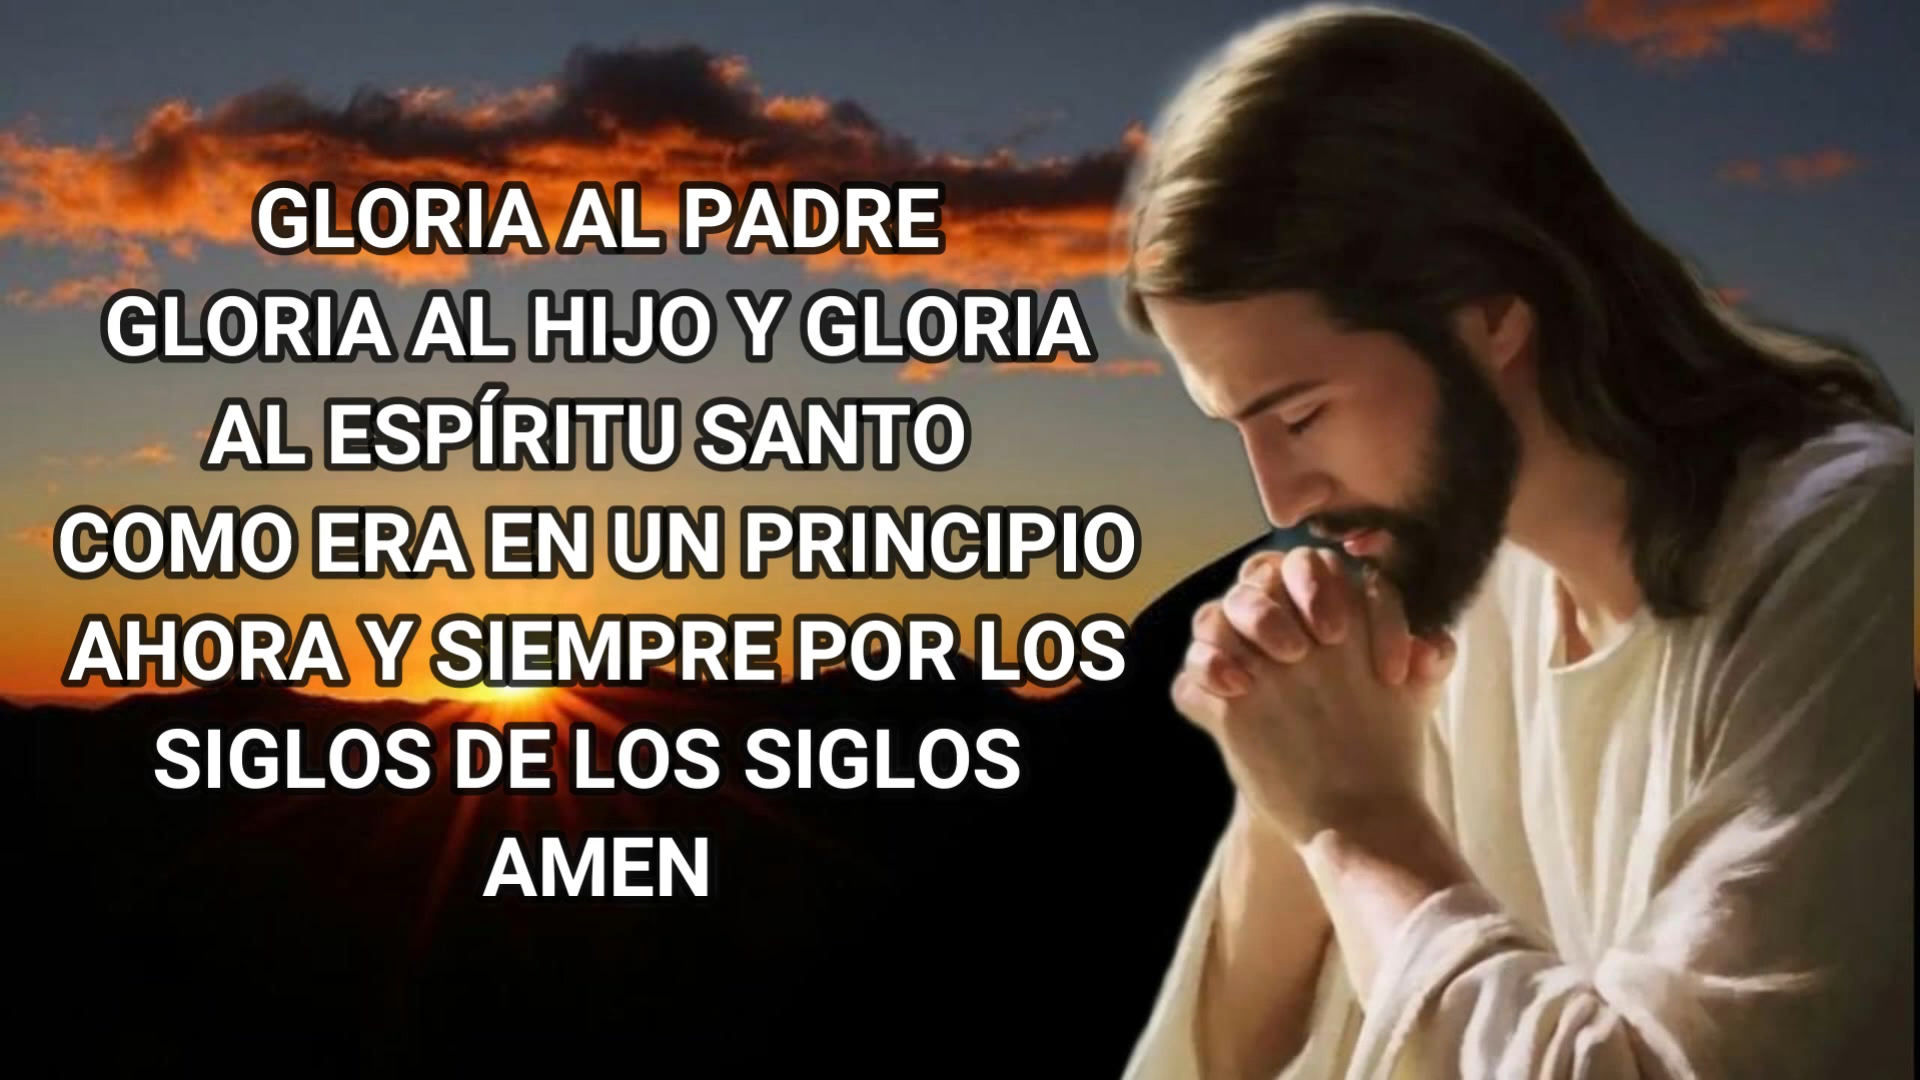 GLORIA AL PADRE
GLORIA AL HIJO Y GLORIA
AL ESPÍRITU SANTO
COMO ERA EN UN PRINCIPIO
AHORA Y SIEMPRE POR LOS
SIGLOS DE LOS SIGLOS
AMEN